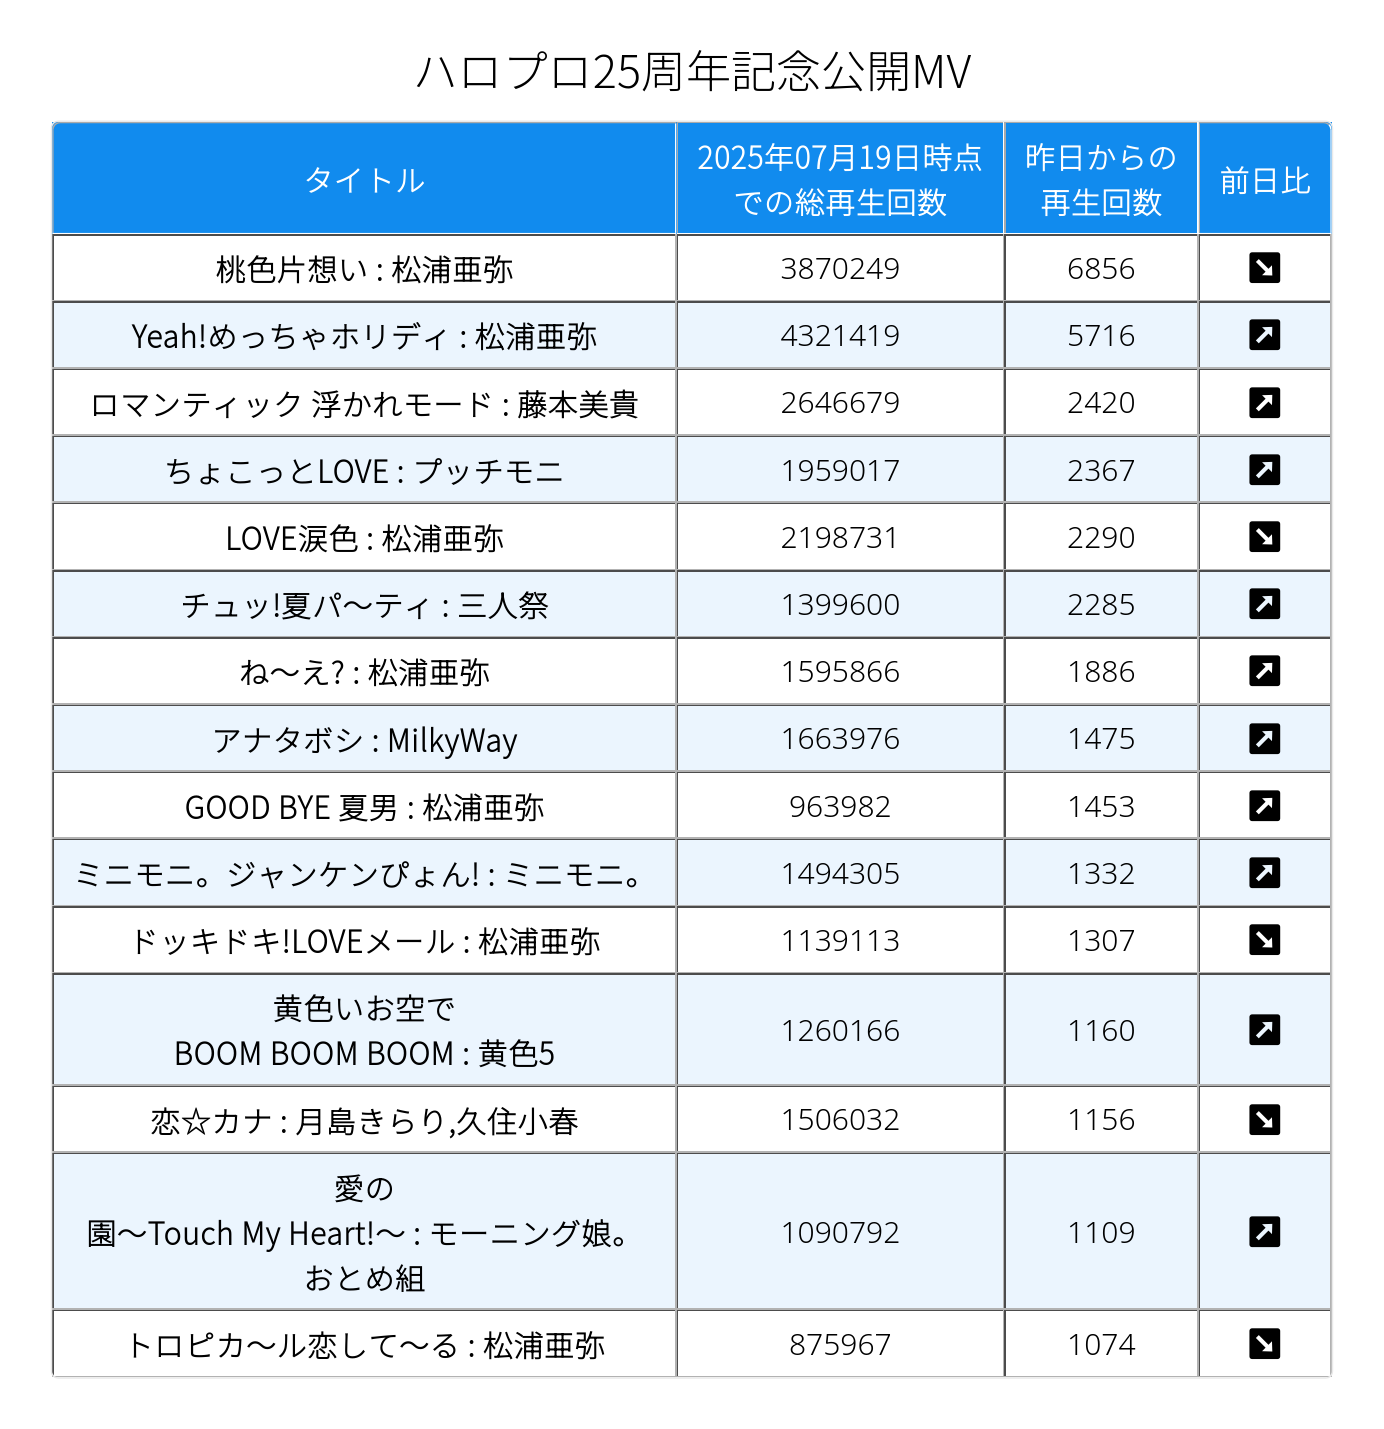 ハロプロ25周年記念公開MV
タイトル 2025年07月19日時点 昨日からの 前日比
での総再生回数 再生回数
桃色片想い : 松浦亜弥 3870249 6856 ↘
Yeah!めっちゃホリディ : 松浦亜弥 4321419 5716 ↗
ロマンティック 浮かれモード : 藤本美貴 2646679 2420 ↗
ちょこっとLOVE : プッチモニ 1959017 2367 ↗
LOVE涙色 : 松浦亜弥 2198731 2290 ↘
チュッ!夏パ〜ティ : 三人祭 1399600 2285 ↗
ね〜え? : 松浦亜弥 1595866 1886 ↗
アナタボシ : MilkyWay 1663976 1475 ↗
GOOD BYE 夏男 : 松浦亜弥 963982 1453 ↗
ミニモニ。ジャンケンぴょん! : ミニモニ。 1494305 1332 ↗
ドッキドキ!LOVEメール : 松浦亜弥 1139113 1307 ↘
黄色いお空で
BOOM BOOM BOOM : 黄色5 1260166 1160 ↗
恋☆カナ : 月島きらり,久住小春 1506032 1156 ↘
愛の
園〜Touch My Heart!〜 : モーニング娘。 1090792 1109 ↗
おとめ組
トロピカ〜ル恋して〜る : 松浦亜弥 875967 1074 ↘